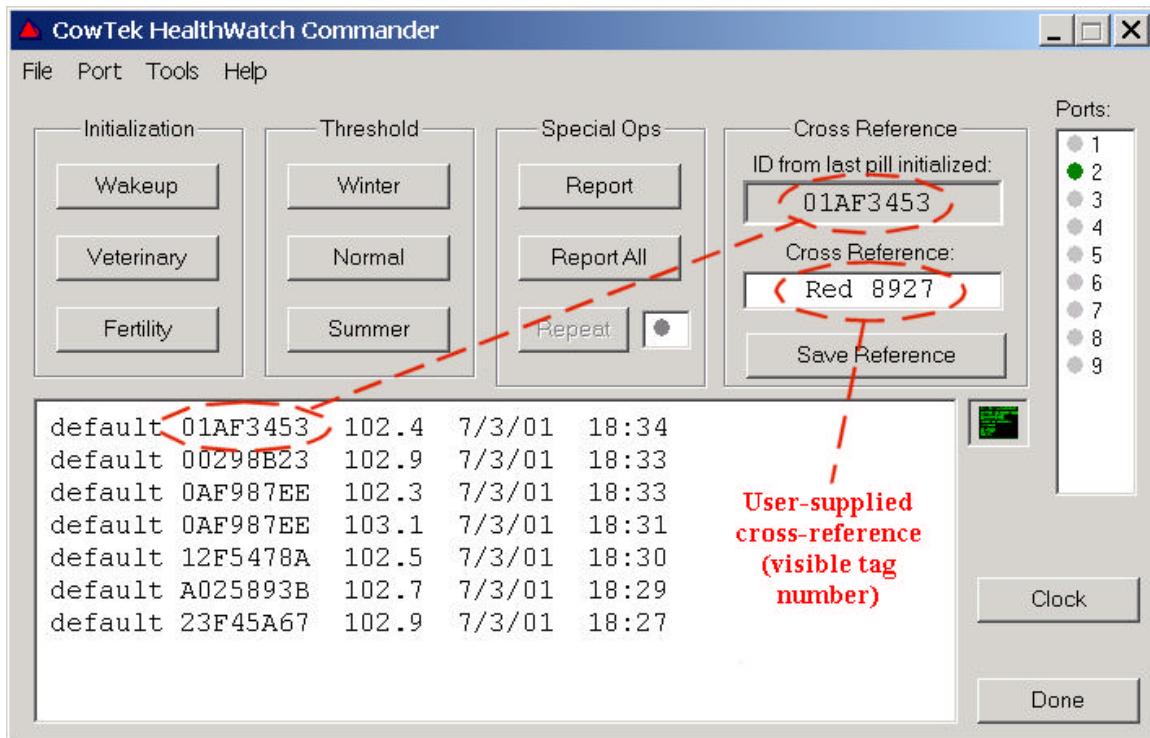 CowTek HealthWatch Commander
File Port Tools Help
Initialization
Wakeup
Veterinary
Fertility
Threshold
Winter
Normal
Summer
Special Ops
Report
Report All
Repeat
Cross Reference
ID from last pill initialized:
01AF3453
Cross Reference:
Red 8927
Save Reference
Ports:
1
2
3
4
5
6
7
8
9
default 01AF3453 102.4 7/3/01 18:34
default 00298B23 102.9 7/3/01 18:33
default 0AF987EE 102.3 7/3/01 18:33
default 0AF987EE 103.1 7/3/01 18:31
default 12F5478A 102.5 7/3/01 18:30
default A025893B 102.7 7/3/01 18:29
default 23F45A67 102.9 7/3/01 18:27
User-supplied
cross-reference
(visible tag
number)
Clock
Done